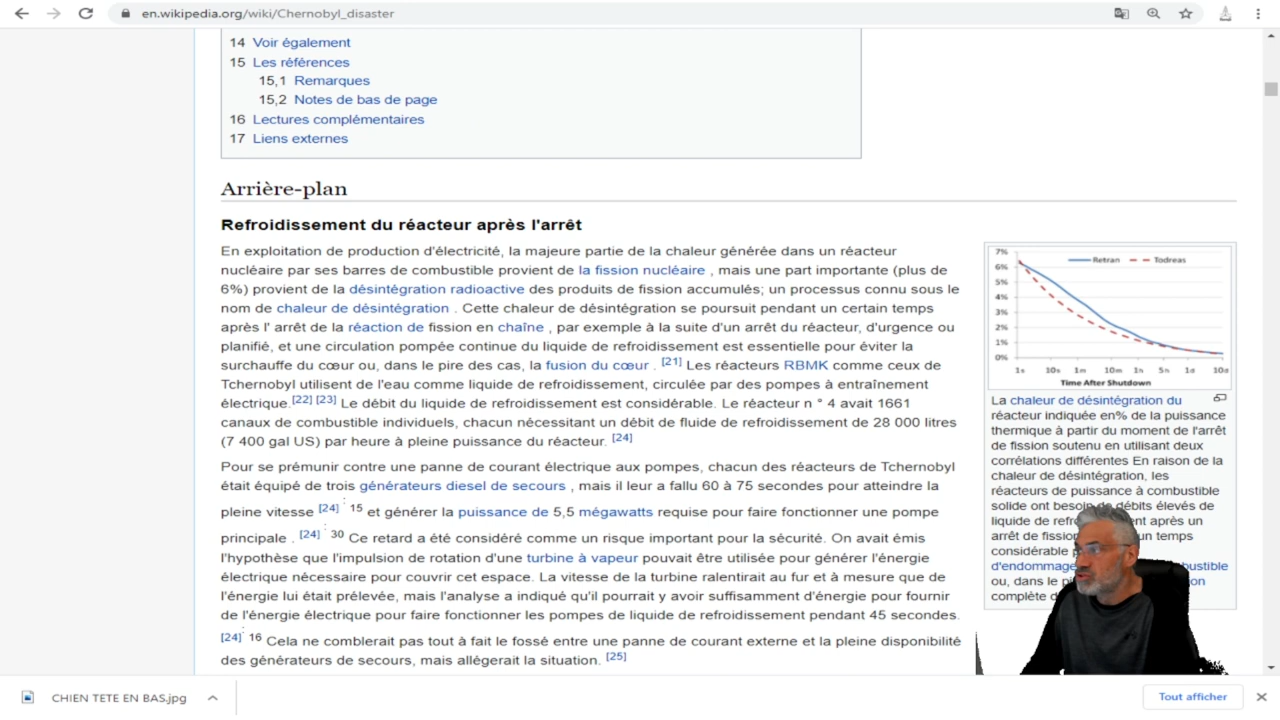 en.wikipedia.org/wiki/Chernobyl_disaster
14 Voir également
15 Les références
15,1 Remarques
15,2 Notes de bas de page
16 Lectures complémentaires
17 Liens externes
Arrière-plan
Refroidissement du réacteur après l'arrêt
En exploitation de production d'électricité, la majeure partie de la chaleur générée dans un réacteur
nucléaire par ses barres de combustible provient de la fission nucléaire , mais une part importante (plus de
6%) provient de la désintégration radioactive des produits de fission accumulés; un processus connu sous le
nom de chaleur de désintégration . Cette chaleur de désintégration se poursuit pendant un certain temps
après l' arrêt de la réaction de fission en chaîne , par exemple à la suite d'un arrêt du réacteur, d'urgence ou
planifié, et une circulation pompée continue du liquide de refroidissement est essentielle pour éviter la
surchauffe du cœur ou, dans le pire des cas, la fusion du cœur . [21] Les réacteurs RBMK comme ceux de
Tchernobyl utilisent de l'eau comme liquide de refroidissement, circulée par des pompes à entraînement
électrique.[22] [23] Le débit du liquide de refroidissement est considérable. Le réacteur n ° 4 avait 1661
canaux de combustible individuels, chacun nécessitant un débit de fluide de refroidissement de 28 000 litres
(7 400 gal US) par heure à pleine puissance du réacteur. [24]
Pour se prémunir contre une panne de courant électrique aux pompes, chacun des réacteurs de Tchernobyl
était équipé de trois générateurs diesel de secours , mais il leur a fallu 60 à 75 secondes pour atteindre la
pleine vitesse [24] : 15 et générer la puissance de 5,5 mégawatts requise pour faire fonctionner une pompe
principale . [24] : 30 Ce retard a été considéré comme un risque important pour la sécurité. On avait émis
l'hypothèse que l'impulsion de rotation d'une turbine à vapeur pouvait être utilisée pour générer l'énergie
électrique nécessaire pour couvrir cet espace. La vitesse de la turbine ralentirait au fur et à mesure que de
l'énergie lui était prélevée, mais l'analyse a indiqué qu'il pourrait y avoir suffisamment d'énergie pour fournir
de l'énergie électrique pour faire fonctionner les pompes de liquide de refroidissement pendant 45 secondes.
[24] : 16 Cela ne comblerait pas tout à fait le fossé entre une panne de courant externe et la pleine disponibilité
des générateurs de secours, mais allégerait la situation. [25]
Retran Todreas
7%
6%
5%
4%
3%
2%
1%
0%
1s 10s 1m 10m 1h 5h 1d 10d
Time After Shutdown
La chaleur de désintégration du
réacteur indiquée en% de la puissance
thermique à partir du moment de l'arrêt
de fission soutenu en utilisant deux
corrélations différentes En raison de la
chaleur de désintégration, les
réacteurs de puissance à combustible
solide ont besoin de débits élevés de
liquide de ent après un
arrêt de fission un temps
considérable
ou, dans le
complète
CHIEN TETE EN BAS.jpg
Tout afficher